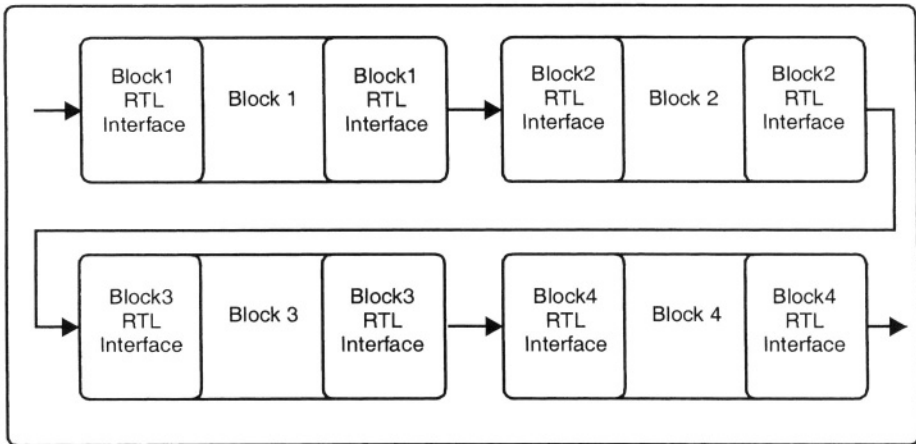 Block1
RTL
Interface
Block 1
Block1
RTL
Interface
Block2
RTL
Interface
Block 2
Block2
RTL
Interface
Block3
RTL
Interface
Block 3
Block3
RTL
Interface
Block4
RTL
Interface
Block 4
Block4
RTL
Interface